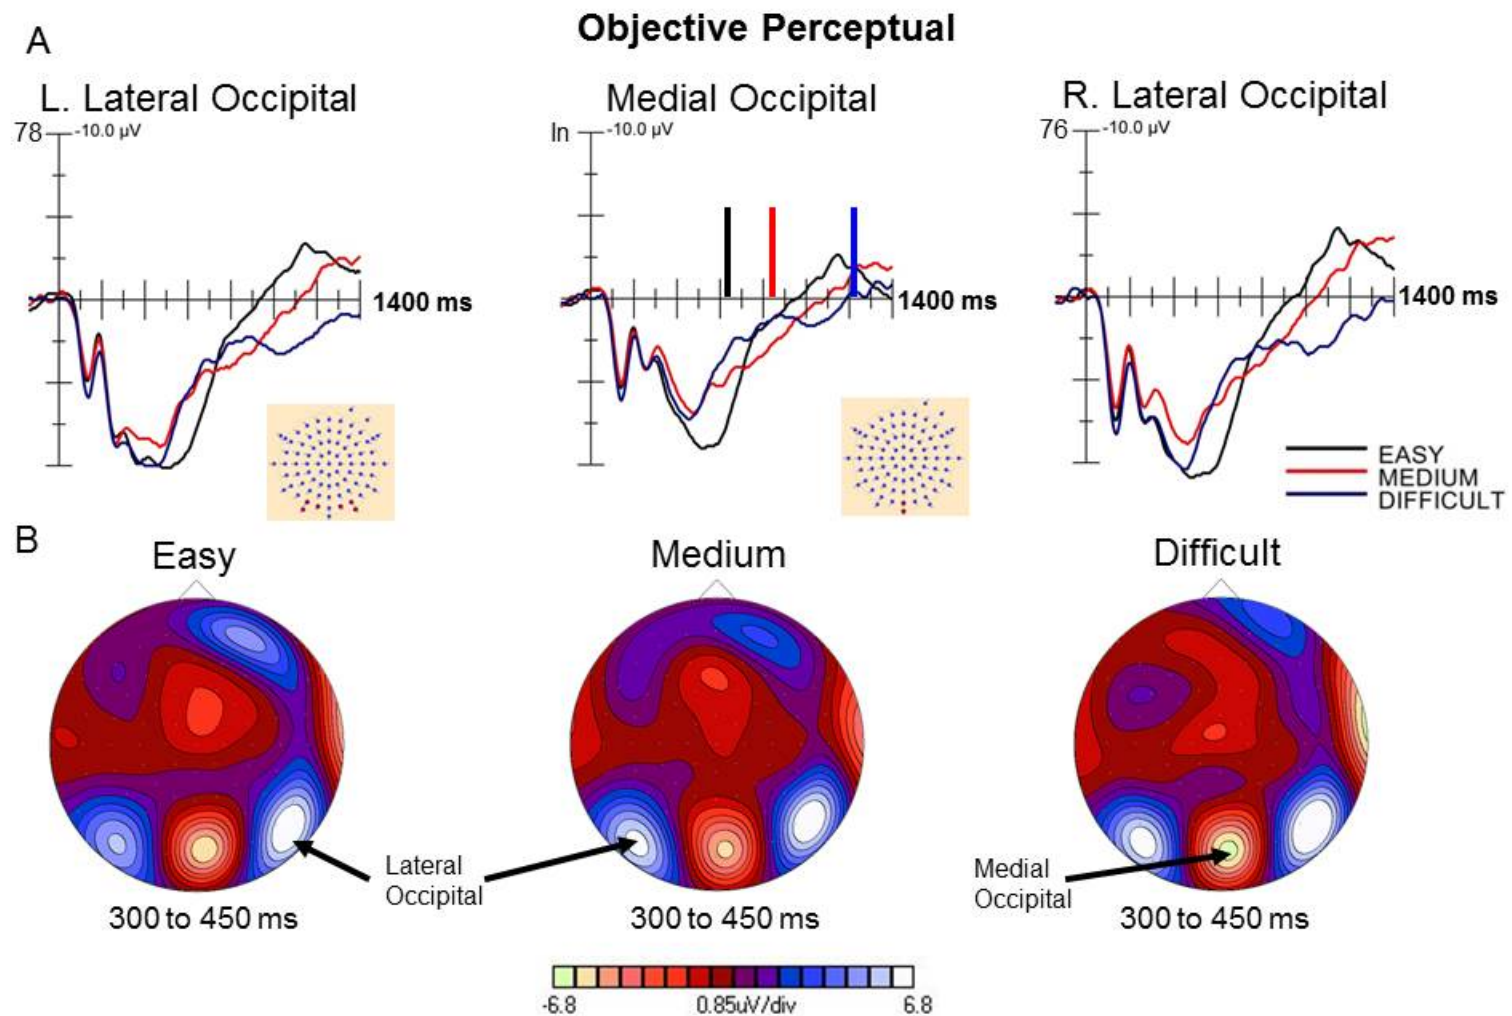 Objective Perceptual
A
L. Lateral Occipital
Medial Occipital
R. Lateral Occipital
78
-10.0 µV
In
-10.0 µV
76
-10.0 µV
1400 ms
1400 ms
1400 ms
EASY
MEDIUM
DIFFICULT
B
Easy
Medium
Difficult
Lateral
Occipital
Medial
Occipital
300 to 450 ms
300 to 450 ms
300 to 450 ms
-6.8
0.85uV/div
6.8